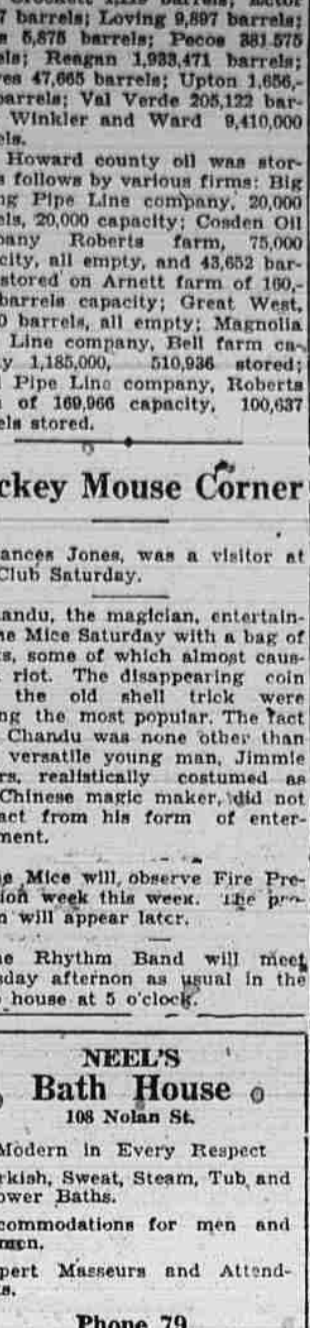 7 barrels; Loving 9,897 barrels;
5,875 barrels; Pecos 381.575
Reagan 1,933,471 barrels;
47,665 barrels; Upton 1,656,-
barrels; Val Verde 205,122 bar-
Winkler and Ward 9,410,000
els.
Howard county oil was stor-
s follows by various firms: Big
ng Pipe Line company, 20,000
els, 20,000 capacity; Cosden Oil
pany Roberts farm, 75,000
city, all empty, and 43,652 bar-
stored on Arnett farm of 160,-
barrels capacity; Great West,
0 barrels, all empty; Magnolia
Line company, Bell farm ca-
y 1,185,000, 510,936 stored;
Pipe Line company, Roberts
of 169,966 capacity, 100,637
els stored.
ckey Mouse Corner
ances Jones, was a visitor at
Club Saturday.
andu, the magician, entertain-
he Mice Saturday with a bag of
s, some of which almost caus-
riot. The disappearing coin
the old shell trick were
ng the most popular. The fact
Chandu was none other than
versatile young man, Jimmie
rs, realistically costumed as
Chinese magic maker, did not
act from his form of enter-
ment.
he Mice will observe Fire Pre-
ion week this week. The pro-
m will appear later.
he Rhythm Band will meet
sday afternon as usual in the
house at 5 o'clock.
NEEL'S
Bath House
108 Nolan St.
Modern in Every Respect
rkish, Sweat, Steam, Tub and
ower Baths.
commodations for men and
men.
pert Masseurs and Attend-
s.
Phone 79